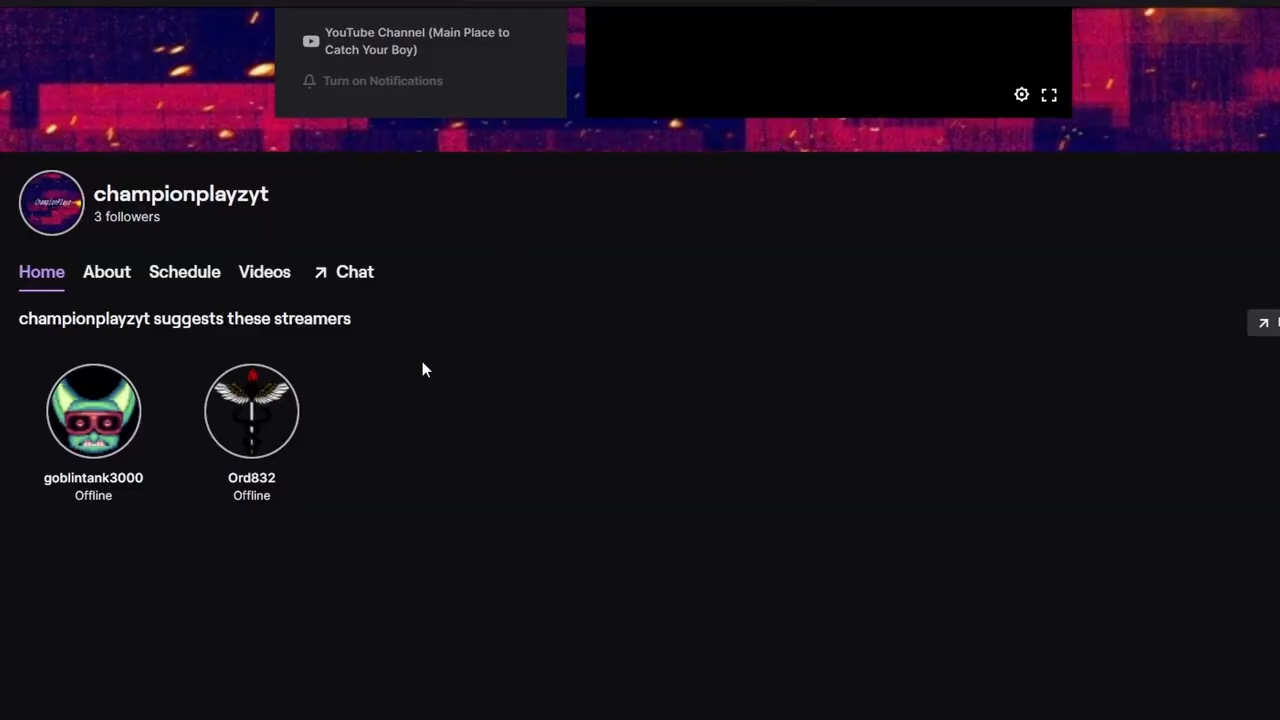 YouTube Channel (Main Place to
Catch Your Boy)
Turn on Notifications
championplayzyt
3 followers
Home About Schedule Videos Chat
championplayzyt suggests these streamers
goblintank3000 Ord832
Offline Offline